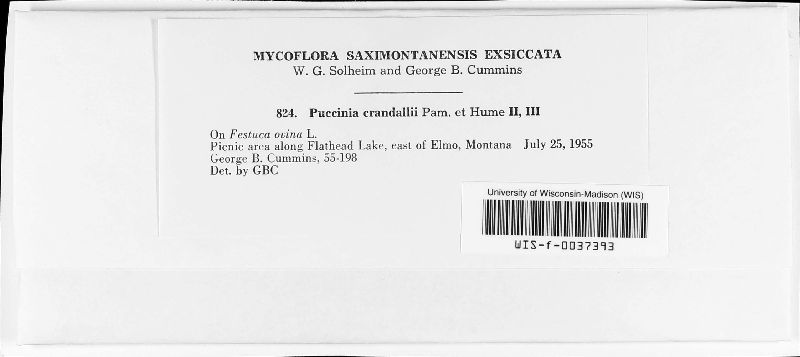 MYCOFLORA SAXIMONTANENSIS EXSICCATA
W. G. Solheim and George B. Cummins
824. Puccinia crandallii Pam. et Hume II, III
On Festuca ovina L.
Picnic area along Flathead Lake, east of Elmo, Montana July 25, 1955
George B. Cummins, 55-198
Det. by GBC
University of Wisconsin-Madison (WIS)
WIS-f-0037393